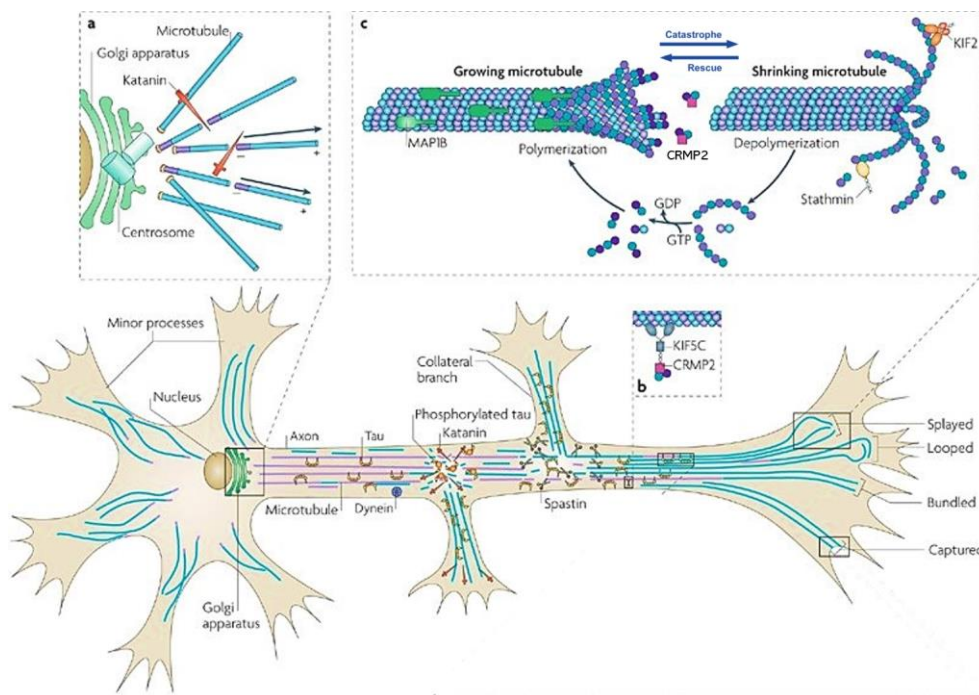 a
Microtubule
Golgi apparatus
Katanin
Centrosome
−
+
−
+
c
Catastrophe
Rescue
KIF2
Growing microtubule
Shrinking microtubule
MAP1B
Polymerization
CRMP2
Depolymerization
Stathmin
GDP
GTP
Minor processes
Nucleus
Collateral
branch
KIF5C
CRMP2
b
Phosphorylated tau
Katanin
Axon
Tau
Splayed
Looped
Microtubule
Dynein
Spastin
Bundled
Captured
Golgi
apparatus